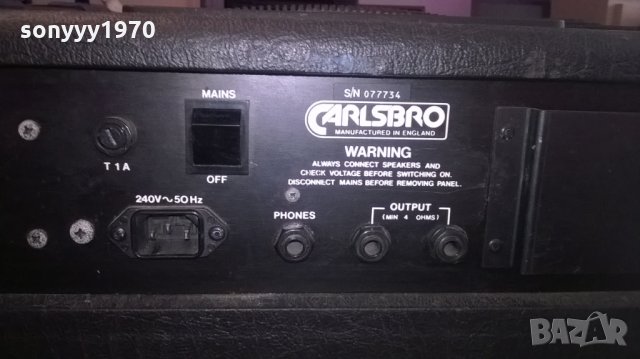 sonyyy1970
S/N 077734
MAINS
CARLSBRO
MANUFACTURED IN ENGLAND
WARNING
ALWAYS CONNECT SPEAKERS AND
CHECK VOLTAGE BEFORE SWITCHING ON.
DISCONNECT MAINS BEFORE REMOVING PANEL.
T 1A
OFF
240V~50Hz
PHONES
OUTPUT
(MIN 4 OHMS)
BAZAR
.bg